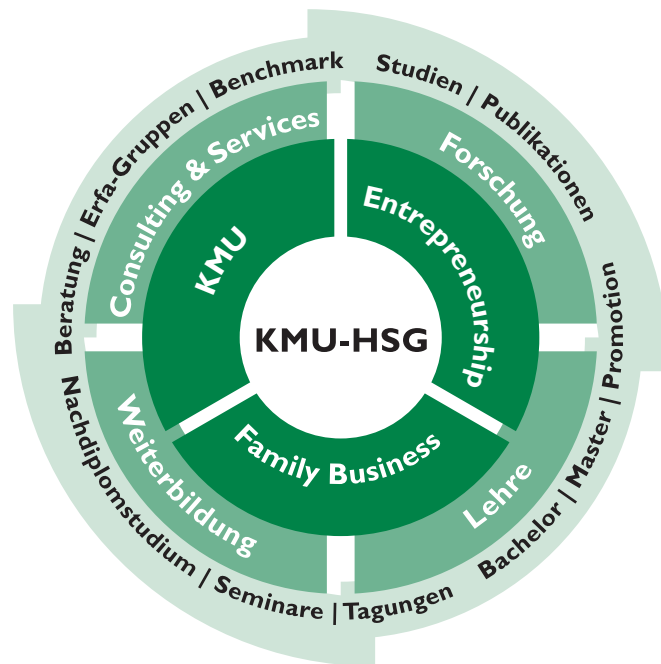 Beratung | Erfa-Gruppen | Benchmark
Studien | Publikationen
Consulting & Services
Forschung
KMU
Entrepreneurship
KMU-HSG
Family Business
Weiterbildung
Lehre
Nachdiplomstudium | Seminare | Tagungen
Bachelor | Master | Promotion